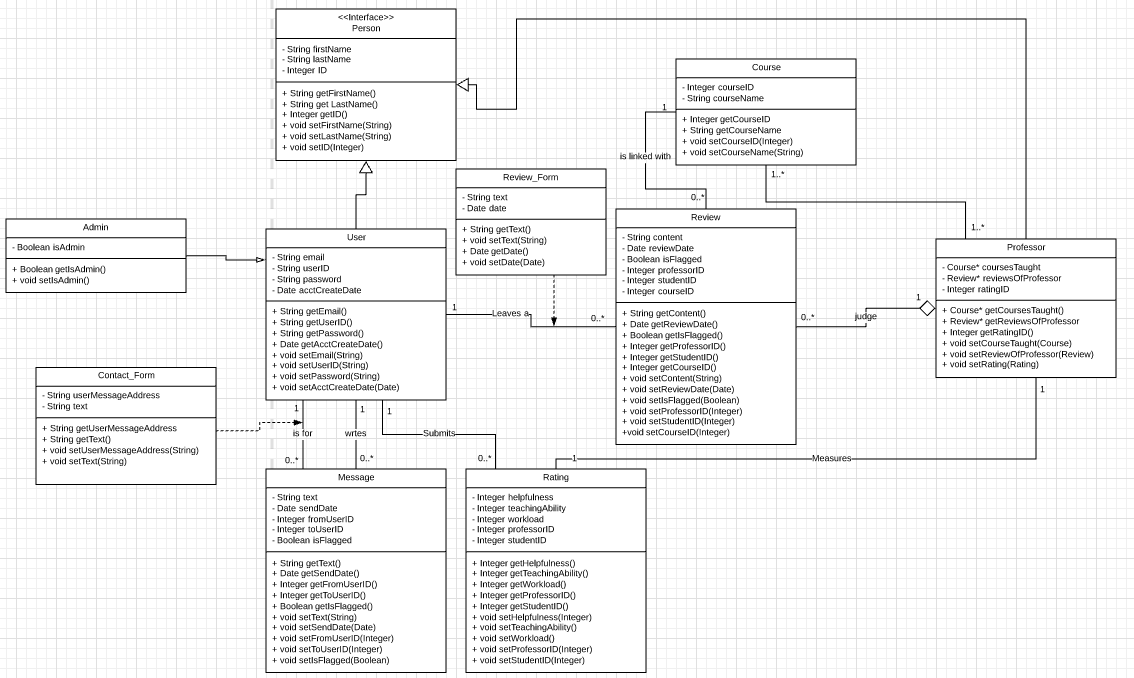 <<Interface>>
Person
- String firstName
- String lastName
- Integer ID
+ String getFirstName()
+ String get LastName()
+ Integer getID()
+ void setFirstName(String)
+ void setLastName(String)
+ void setID(Integer)
Course
- Integer courseID
- String courseName
+ Integer getCourseID
+ String getCourseName
+ void setCourseID(Integer)
+ void setCourseName(String)
1
is linked with
0..*
1..*
1..*
Review_Form
- String text
- Date date
+ String getText()
+ void setText(String)
+ Date getDate()
+ void setDate(Date)
Admin
- Boolean isAdmin
+ Boolean getIsAdmin()
+ void setIsAdmin()
User
- String email
- String userID
- String password
- Date acctCreateDate
+ String getEmail()
+ String getUserID()
+ String getPassword()
+ Date getAcctCreateDate()
+ void setEmail(String)
+ void setUserID(String)
+ void setPassword(String)
+ void setAcctCreateDate(Date)
1
Leaves a
0..*
Review
- String content
- Date reviewDate
- Boolean isFlagged
- Integer professorID
- Integer studentID
- Integer courseID
+ String getContent()
+ Date getReviewDate()
+ Boolean getIsFlagged()
+ Integer getProfessorID()
+ Integer getStudentID()
+ Integer getCourseID()
+ void setContent(String)
+ void setReviewDate(Date)
+ void setIsFlagged(Boolean)
+ void setProfessorID(Integer)
+ void setStudentID(Integer)
+void setCourseID(Integer)
0..*
judge
1
Professor
- Course* coursesTaught
- Review* reviewsOfProfessor
- Integer ratingID
+ Course* getCoursesTaught()
+ Review* getReviewsOfProfessor
+ Integer getRatingID()
+ void setCourseTaught(Course)
+ void setReviewOfProfessor(Review)
+ void setRating(Rating)
1
Measures
1
Contact_Form
- String userMessageAddress
- String text
+ String getUserMessageAddress
+ String getText()
+ void setUserMessageAddress(String)
+ void setText(String)
1
is for
0..*
1
wrtes
0..*
1
Submits
0..*
Message
- String text
- Date sendDate
- Integer fromUserID
- Integer toUserID
- Boolean isFlagged
+ String getText()
+ Date getSendDate()
+ Integer getFromUserID()
+ Integer getToUserID()
+ Boolean getIsFlagged()
+ void setText(String)
+ void setSendDate(Date)
+ void setFromUserID(Integer)
+ void setToUserID(Integer)
+ void setIsFlagged(Boolean)
Rating
- Integer helpfulness
- Integer teachingAbility
- Integer workload
- Integer professorID
- Integer studentID
+ Integer getHelpfulness()
+ Integer getTeachingAbility()
+ Integer getWorkload()
+ Integer getProfessorID()
+ Integer getStudentID()
+ void setHelpfulness(Integer)
+ void setTeachingAbility()
+ void setWorkload()
+ void setProfessorID(Integer)
+ void setStudentID(Integer)